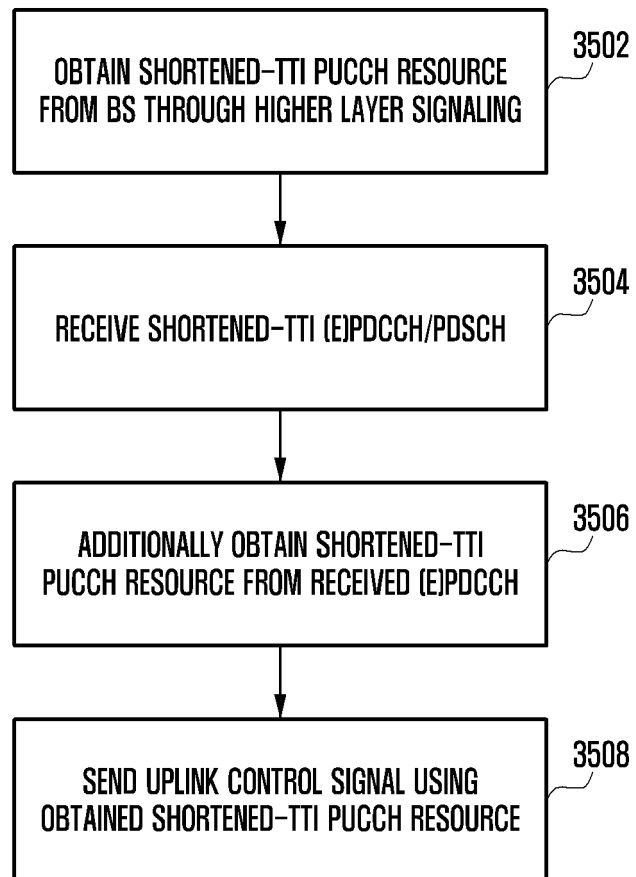 3502
OBTAIN SHORTENED-TTI PUCCH RESOURCE
FROM BS THROUGH HIGHER LAYER SIGNALING
3504
RECEIVE SHORTENED-TTI (E)PDCCH/PDSCH
3506
ADDITIONALLY OBTAIN SHORTENED-TTI
PUCCH RESOURCE FROM RECEIVED (E)PDCCH
3508
SEND UPLINK CONTROL SIGNAL USING
OBTAINED SHORTENED-TTI PUCCH RESOURCE